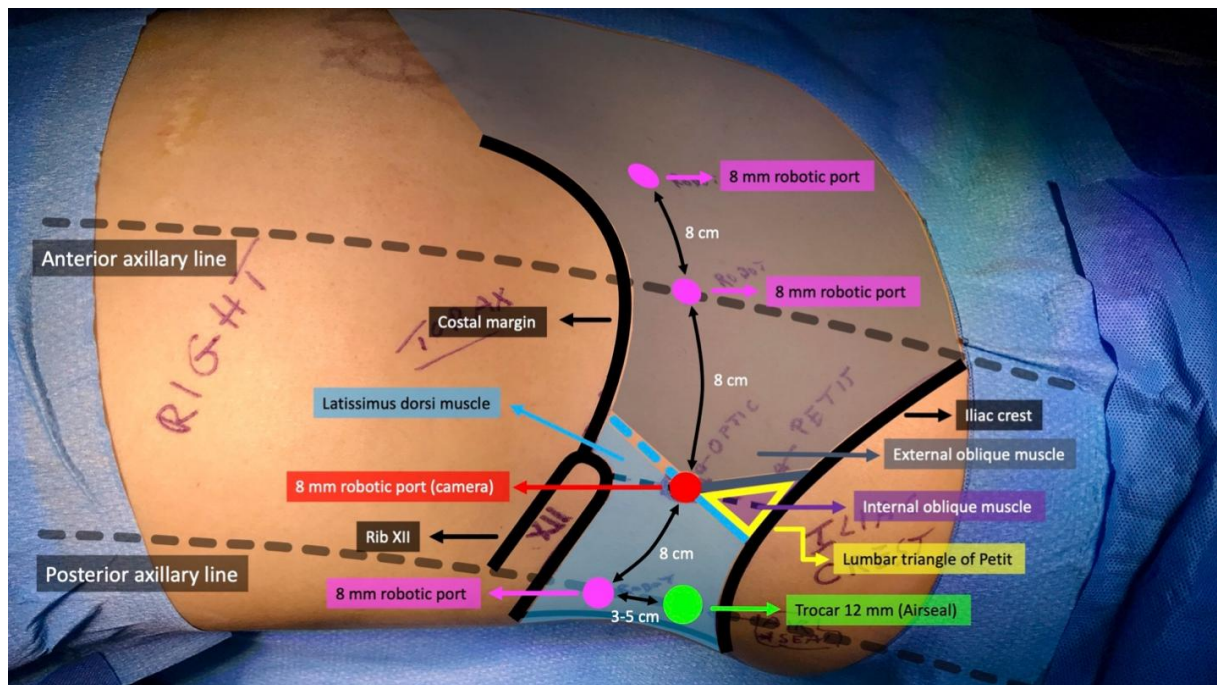 8 mm robotic port
8 cm
Anterior axillary line
8 mm robotic port
ROBOT
RIGHT
Costal margin
8 cm
Latissimus dorsi muscle
OPTIC
PETIT
Iliac crest
External oblique muscle
8 mm robotic port (camera)
Internal oblique muscle
XII
Rib XII
ILIAC
CREST
8 cm
Lumbar triangle of Petit
Posterior axillary line
8 mm robotic port
3-5 cm
Trocar 12 mm (Airseal)